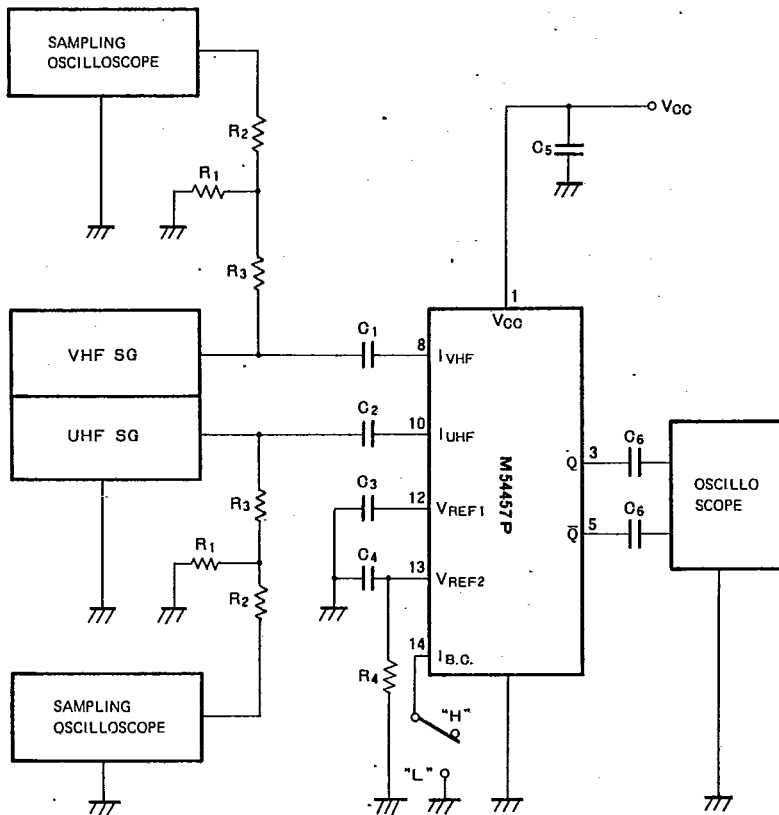 SAMPLING
OSCILLOSCOPE
R2
R1
R3
VCC
C5
1
VCC
VHF SG
C1
8
IVHF
UHF SG
C2
10
IUHF
M54457P
3
Q
C6
OSCILLO
SCOPE
R3
C3
12
VREF1
5
Q̅
C6
R1
R2
C4
13
VREF2
R4
14
IB.C.
SAMPLING
OSCILLOSCOPE
"H"
"L"